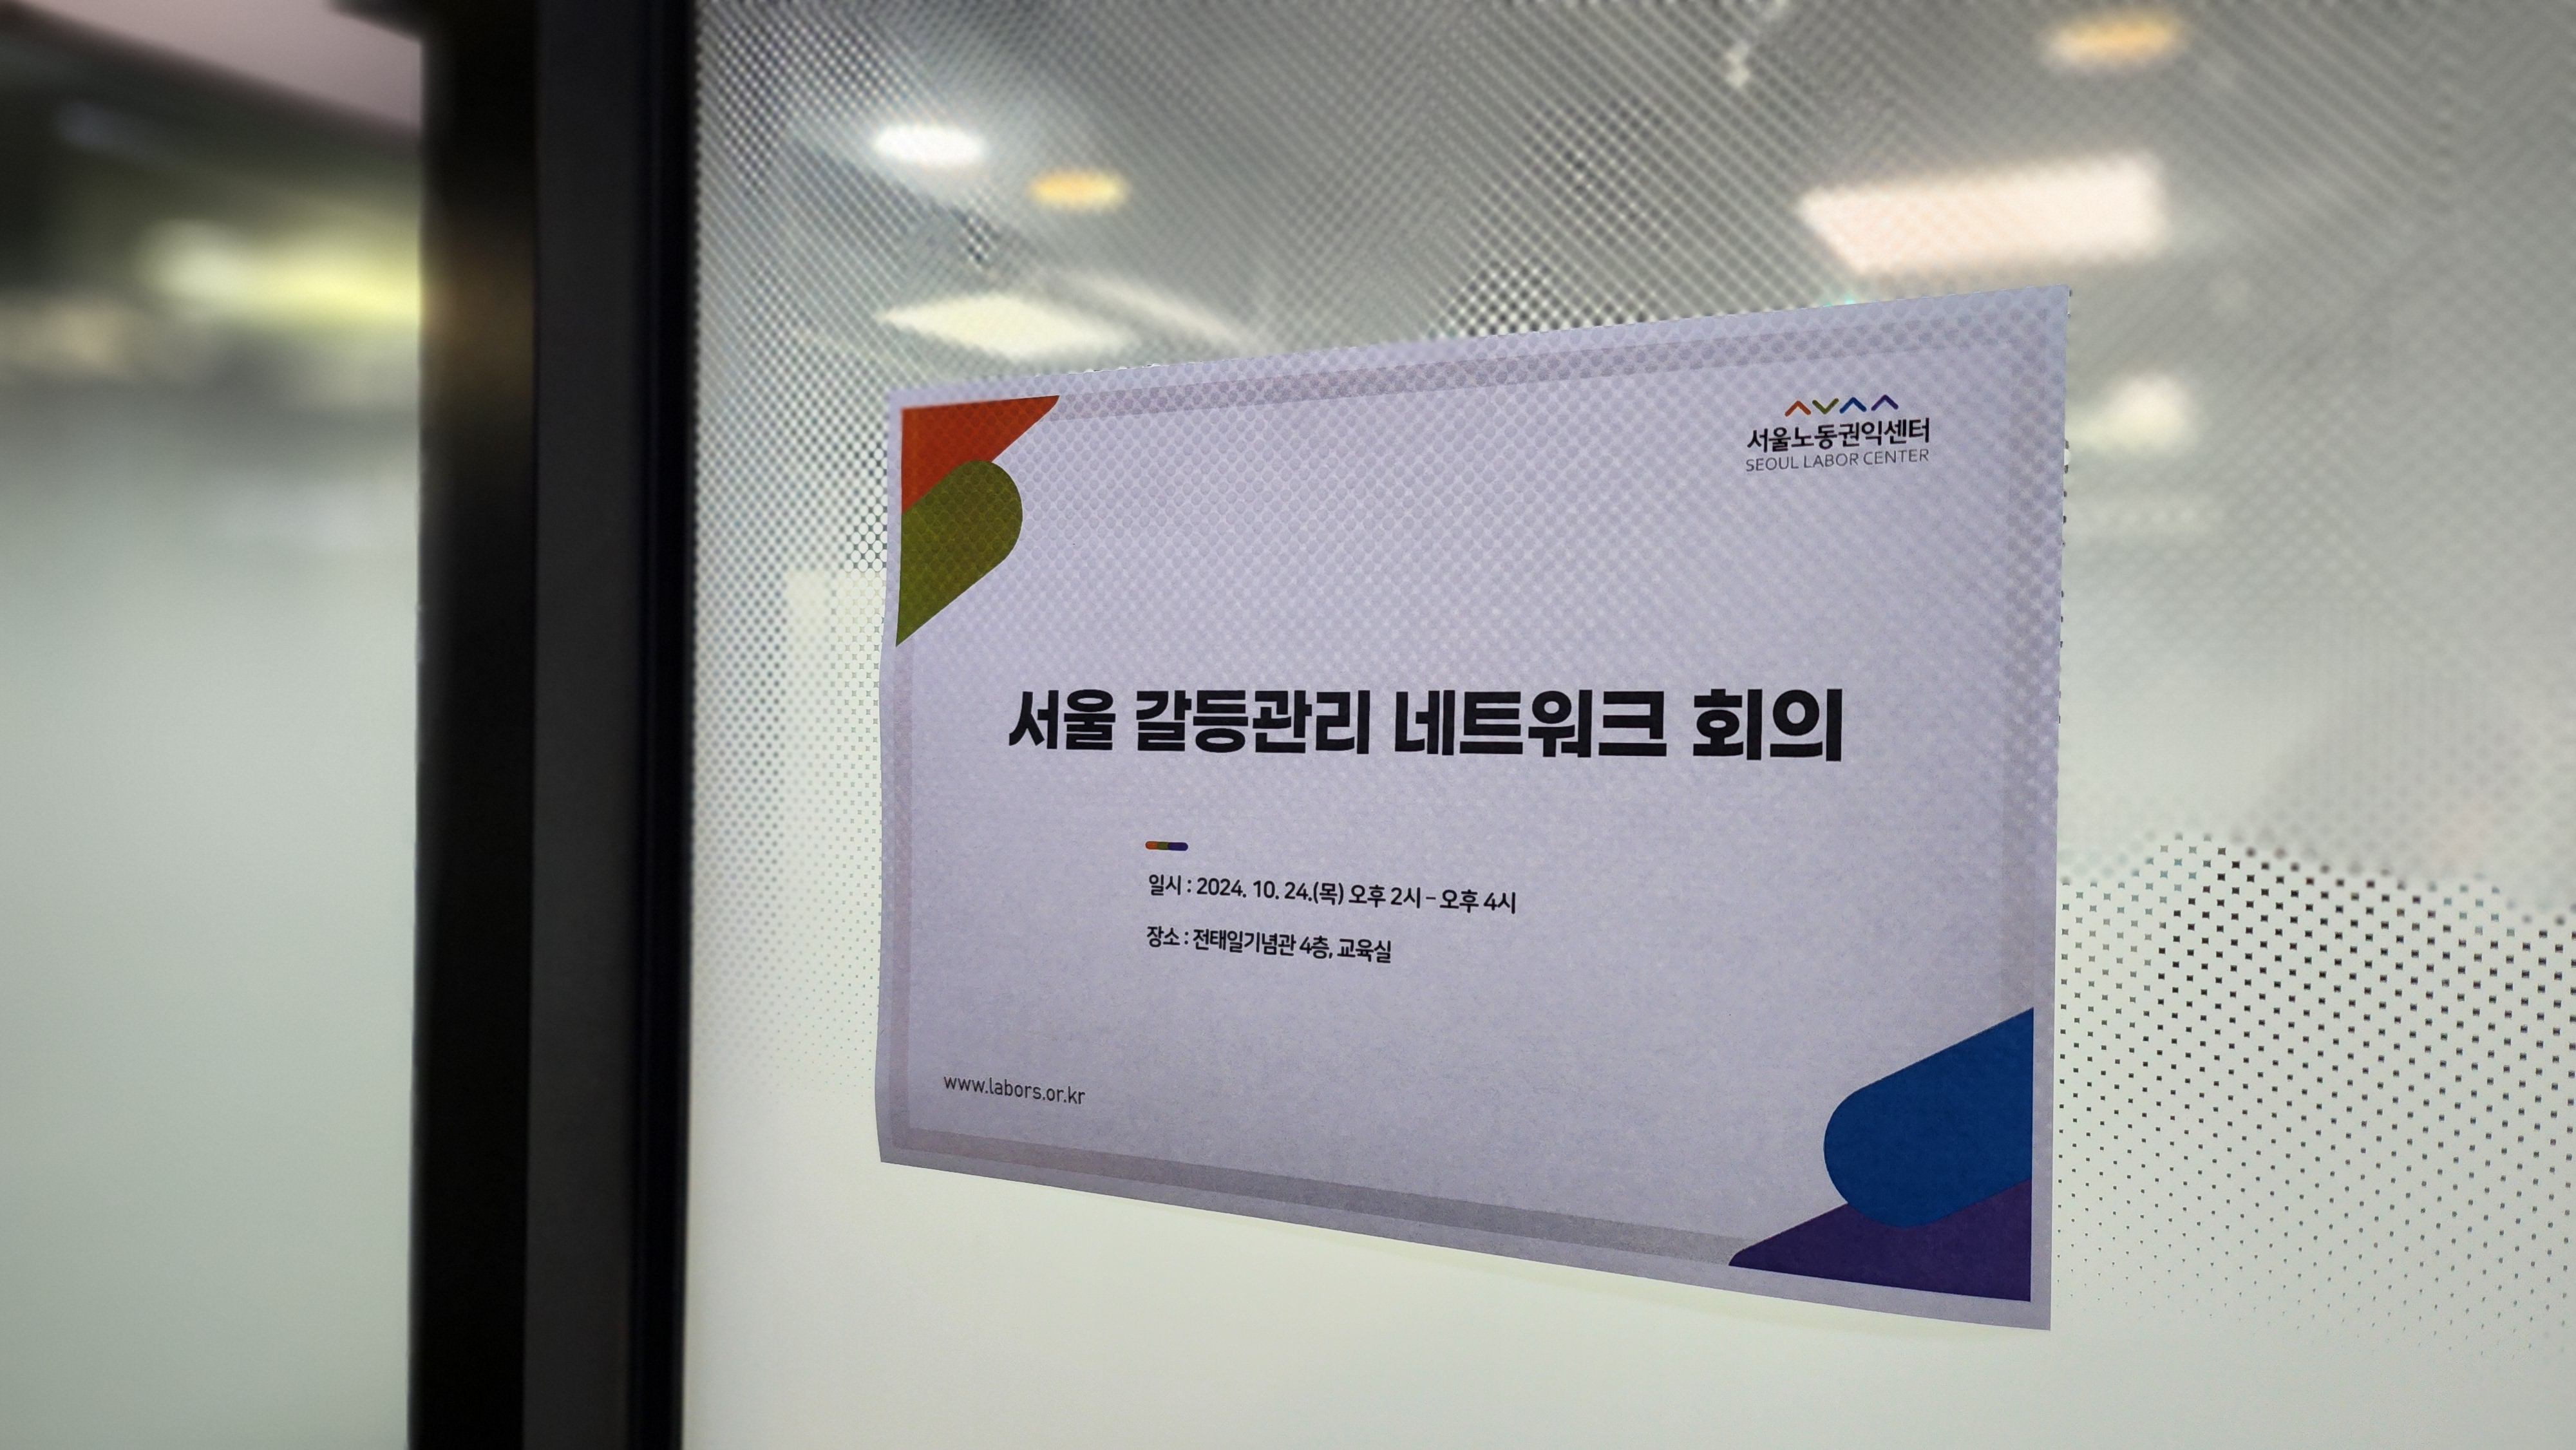 서울노동권익센터
SEOUL LABOR CENTER
서울 갈등관리 네트워크 회의
일시 : 2024. 10. 24.(목) 오후 2시 – 오후 4시
장소 : 전태일기념관 4층, 교육실
www.labors.or.kr